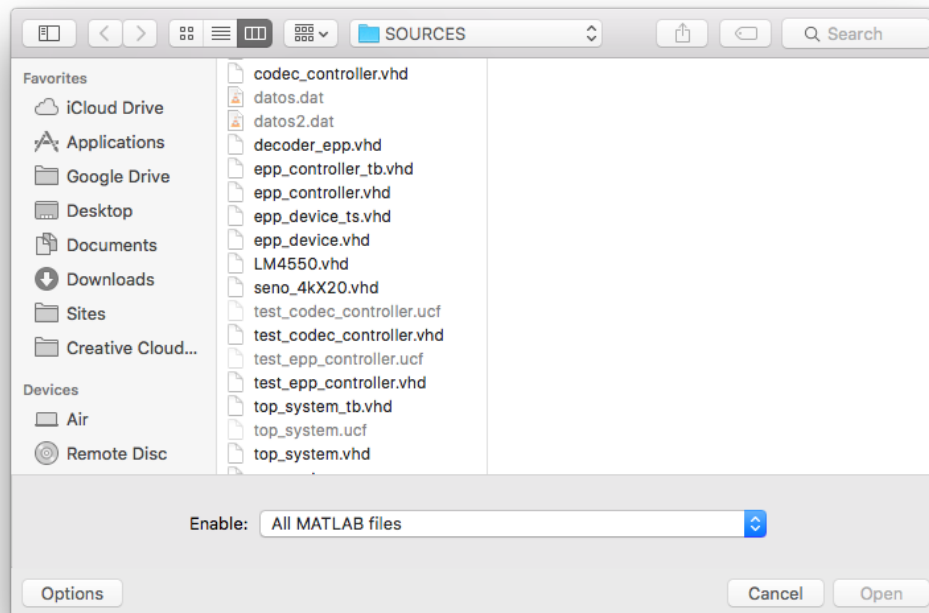 SOURCES
Search
Favorites
iCloud Drive
Applications
Google Drive
Desktop
Documents
Downloads
Sites
Creative Cloud...
Devices
Air
Remote Disc
codec_controller.vhd
datos.dat
datos2.dat
decoder_epp.vhd
epp_controller_tb.vhd
epp_controller.vhd
epp_device_ts.vhd
epp_device.vhd
LM4550.vhd
seno_4kX20.vhd
test_codec_controller.ucf
test_codec_controller.vhd
test_epp_controller.ucf
test_epp_controller.vhd
top_system_tb.vhd
top_system.ucf
top_system.vhd
Enable: All MATLAB files
Options
Cancel
Open